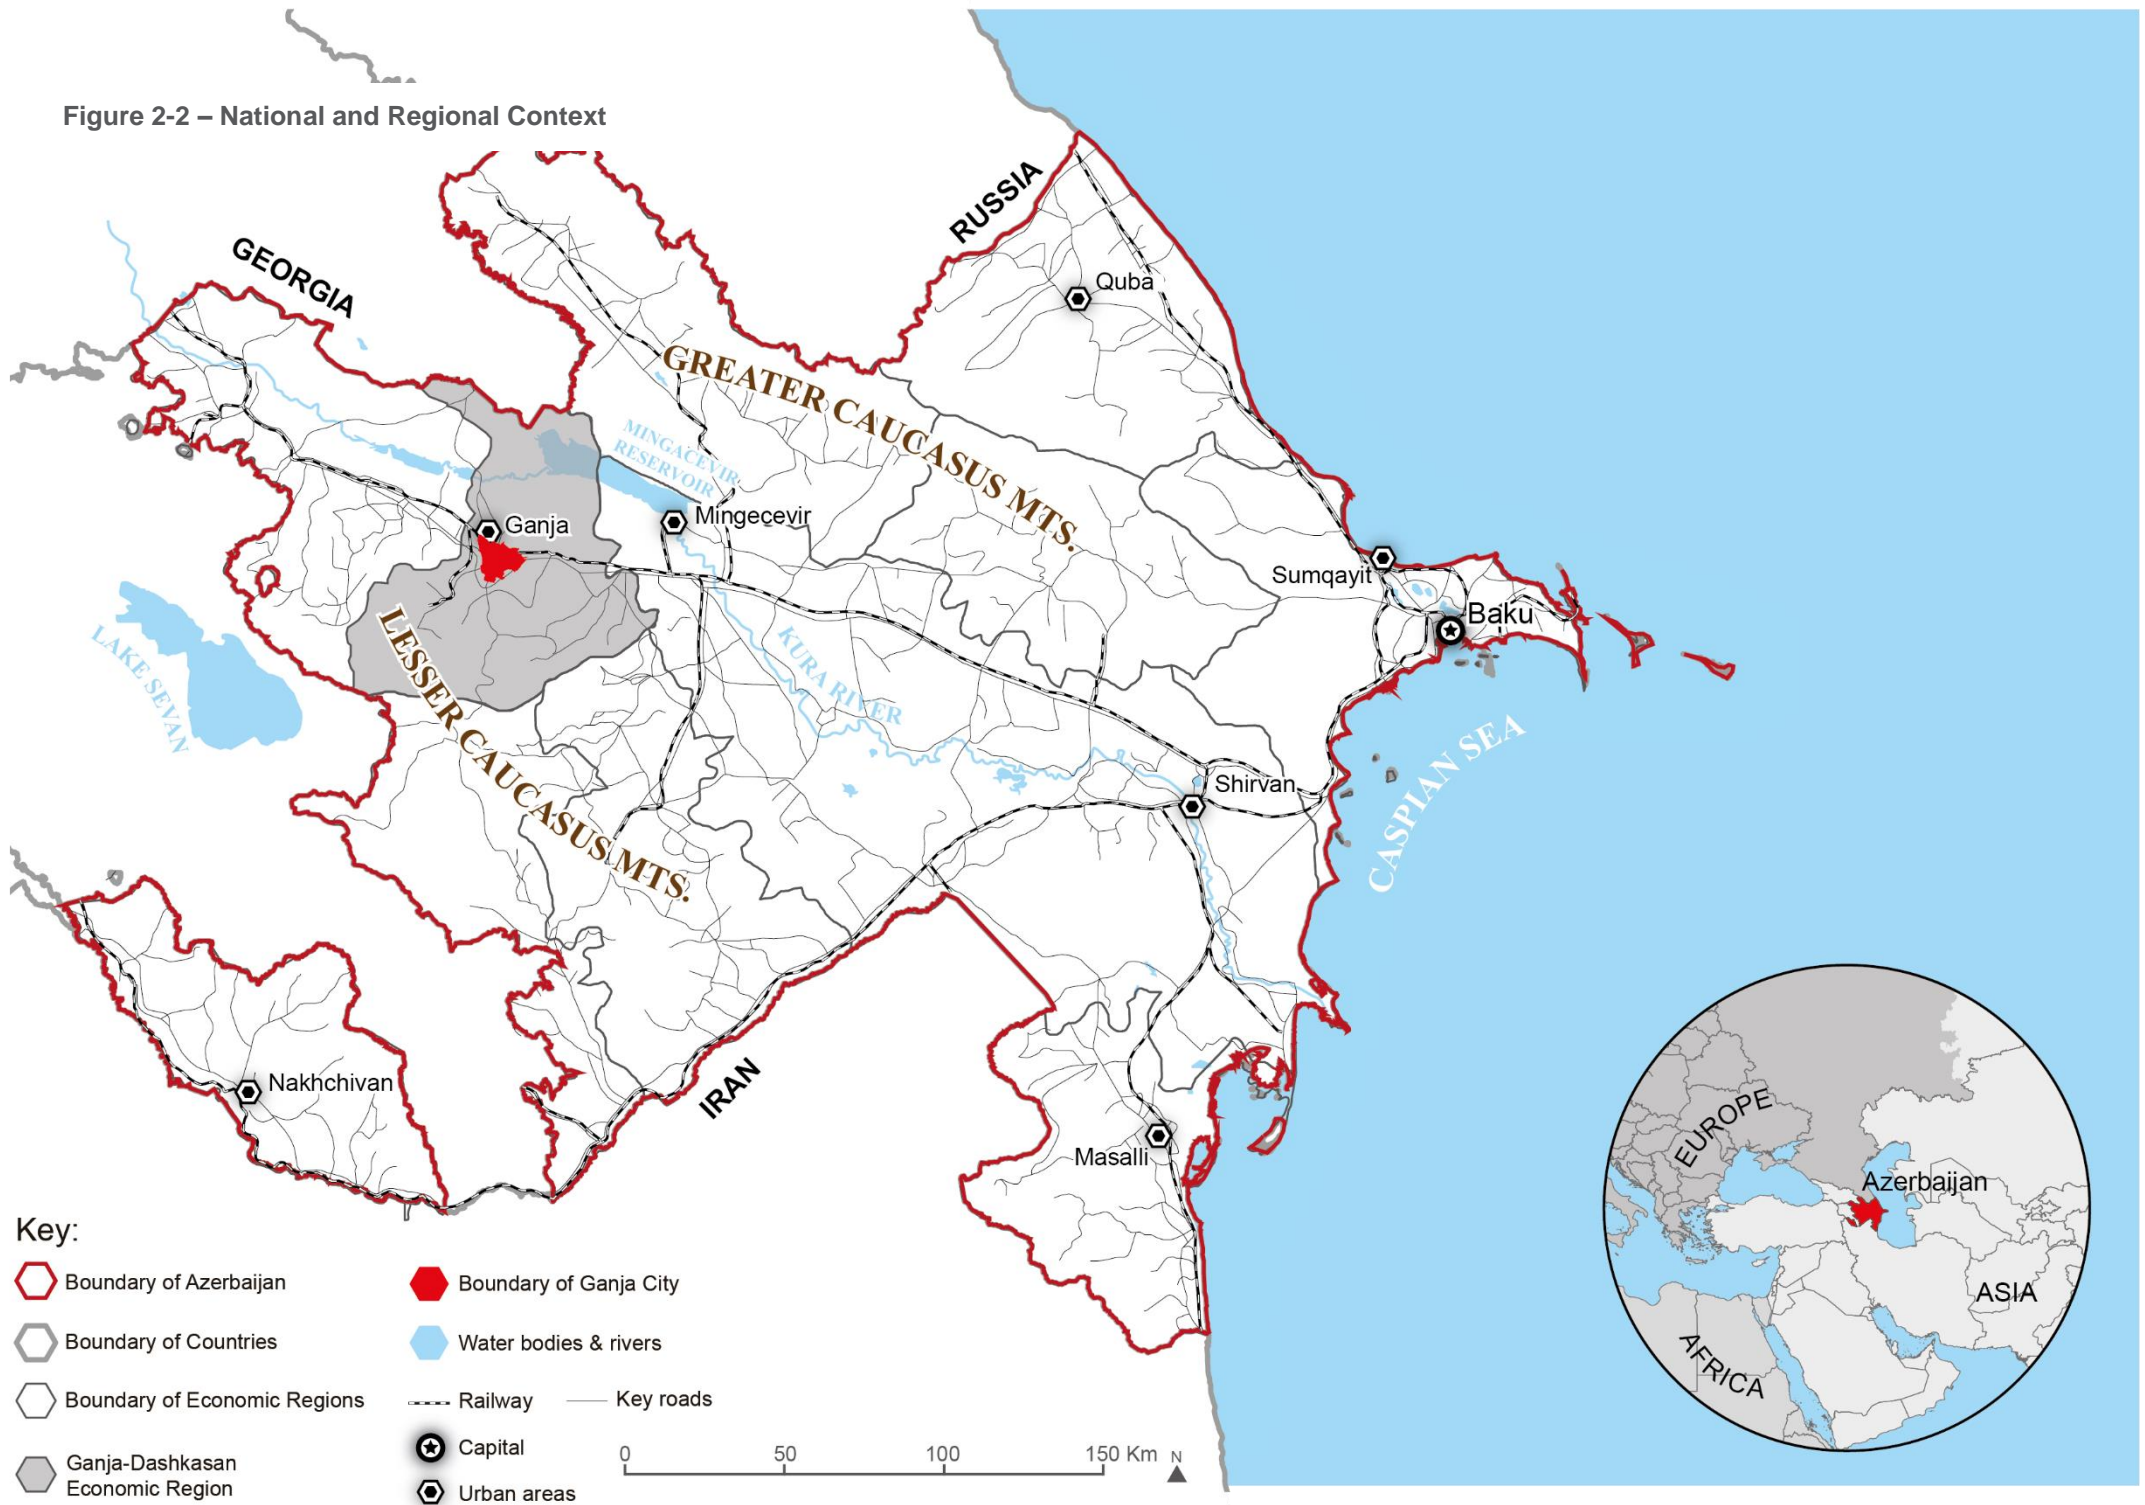 Figure 2-2 – National and Regional Context
RUSSIA
GEORGIA
Quba
GREATER CAUCASUS MTS.
MINGACEVIR
RESERVOIR
Mingecevir
Ganja
Sumqayit
Baku
LAKE SEVAN
LESSER CAUCASUS MTS.
KURA RIVER
CASPIAN SEA
Shirvan
IRAN
Nakhchivan
Masalli
EUROPE
Azerbaijan
ASIA
AFRICA
Key:
Boundary of Azerbaijan
Boundary of Countries
Boundary of Economic Regions
Ganja-Dashkasan
Economic Region
Boundary of Ganja City
Water bodies & rivers
Railway
Key roads
Capital
Urban areas
0 50 100 150 Km N